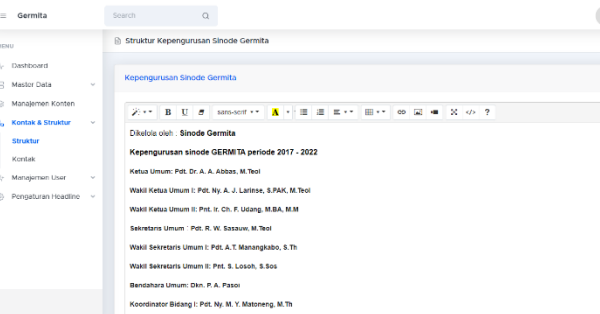 Germita
Search
Struktur Kepengurusan Sinode Germita
MENU
Dashboard
Master Data
Manajemen Konten
Kontak & Struktur
Struktur
Kontak
Manajemen User
Pengaturan Headline
Kepengurusan Sinode Germita
B U sans-serif A </> ?
Dikelola oleh : Sinode Germita
Kepengurusan sinode GERMITA periode 2017 - 2022
Ketua Umum: Pdt. Dr. A. A. Abbas, M.Teol
Wakil Ketua Umum I: Pdt. Ny. A. J. Larinse, S.PAK, M.Teol
Wakil Ketua Umum II: Pnt. Ir. Ch. F. Udang, M.BA, M.M
Sekretaris Umum ` Pdt. R. W. Sasauw, M.Teol
Wakil Sekretaris Umum I: Pdt. A.T. Manangkabo, S.Th
Wakil Sekretaris Umum II: Pnt. S. Losoh, S.Sos
Bendahara Umum: Dkn. P. A. Pasoi
Koordinator Bidang I: Pdt. Ny. M. Y. Matoneng, M.Th